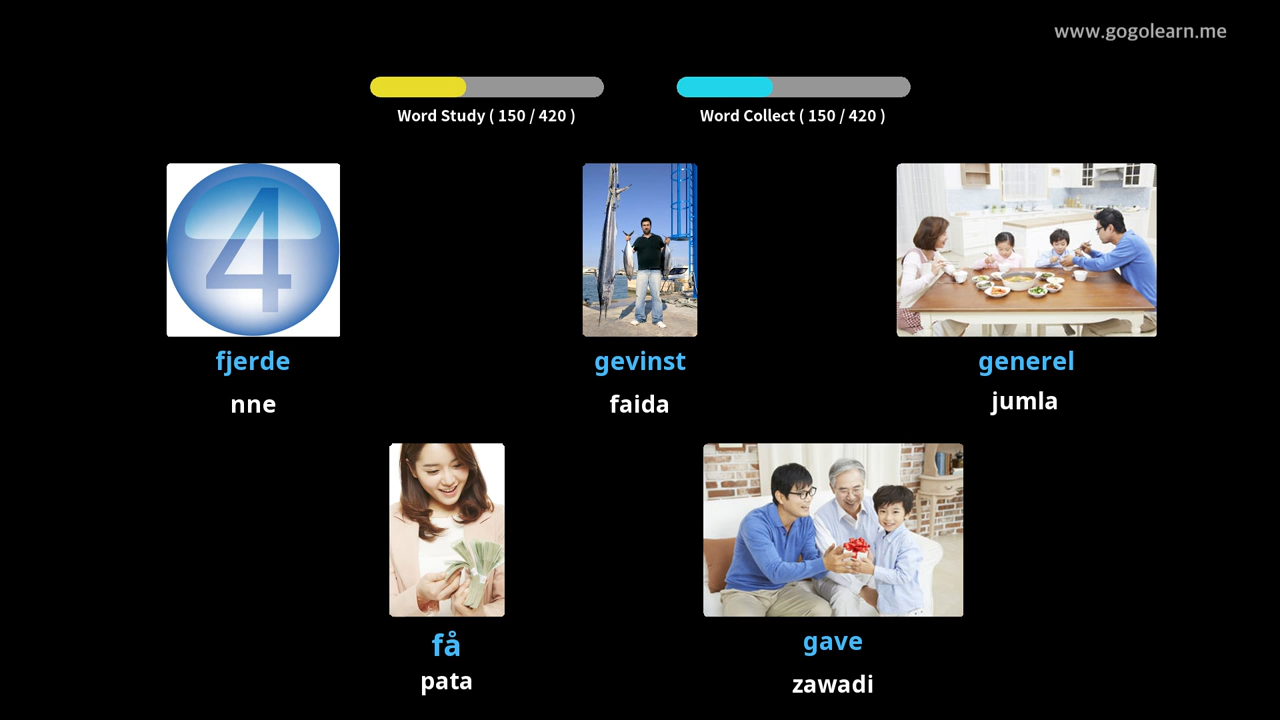 www.gogolearn.me
Word Study ( 150 / 420 )
Word Collect ( 150 / 420 )
4
fjerde
nne
gevinst
faida
generel
jumla
få
pata
gave
zawadi